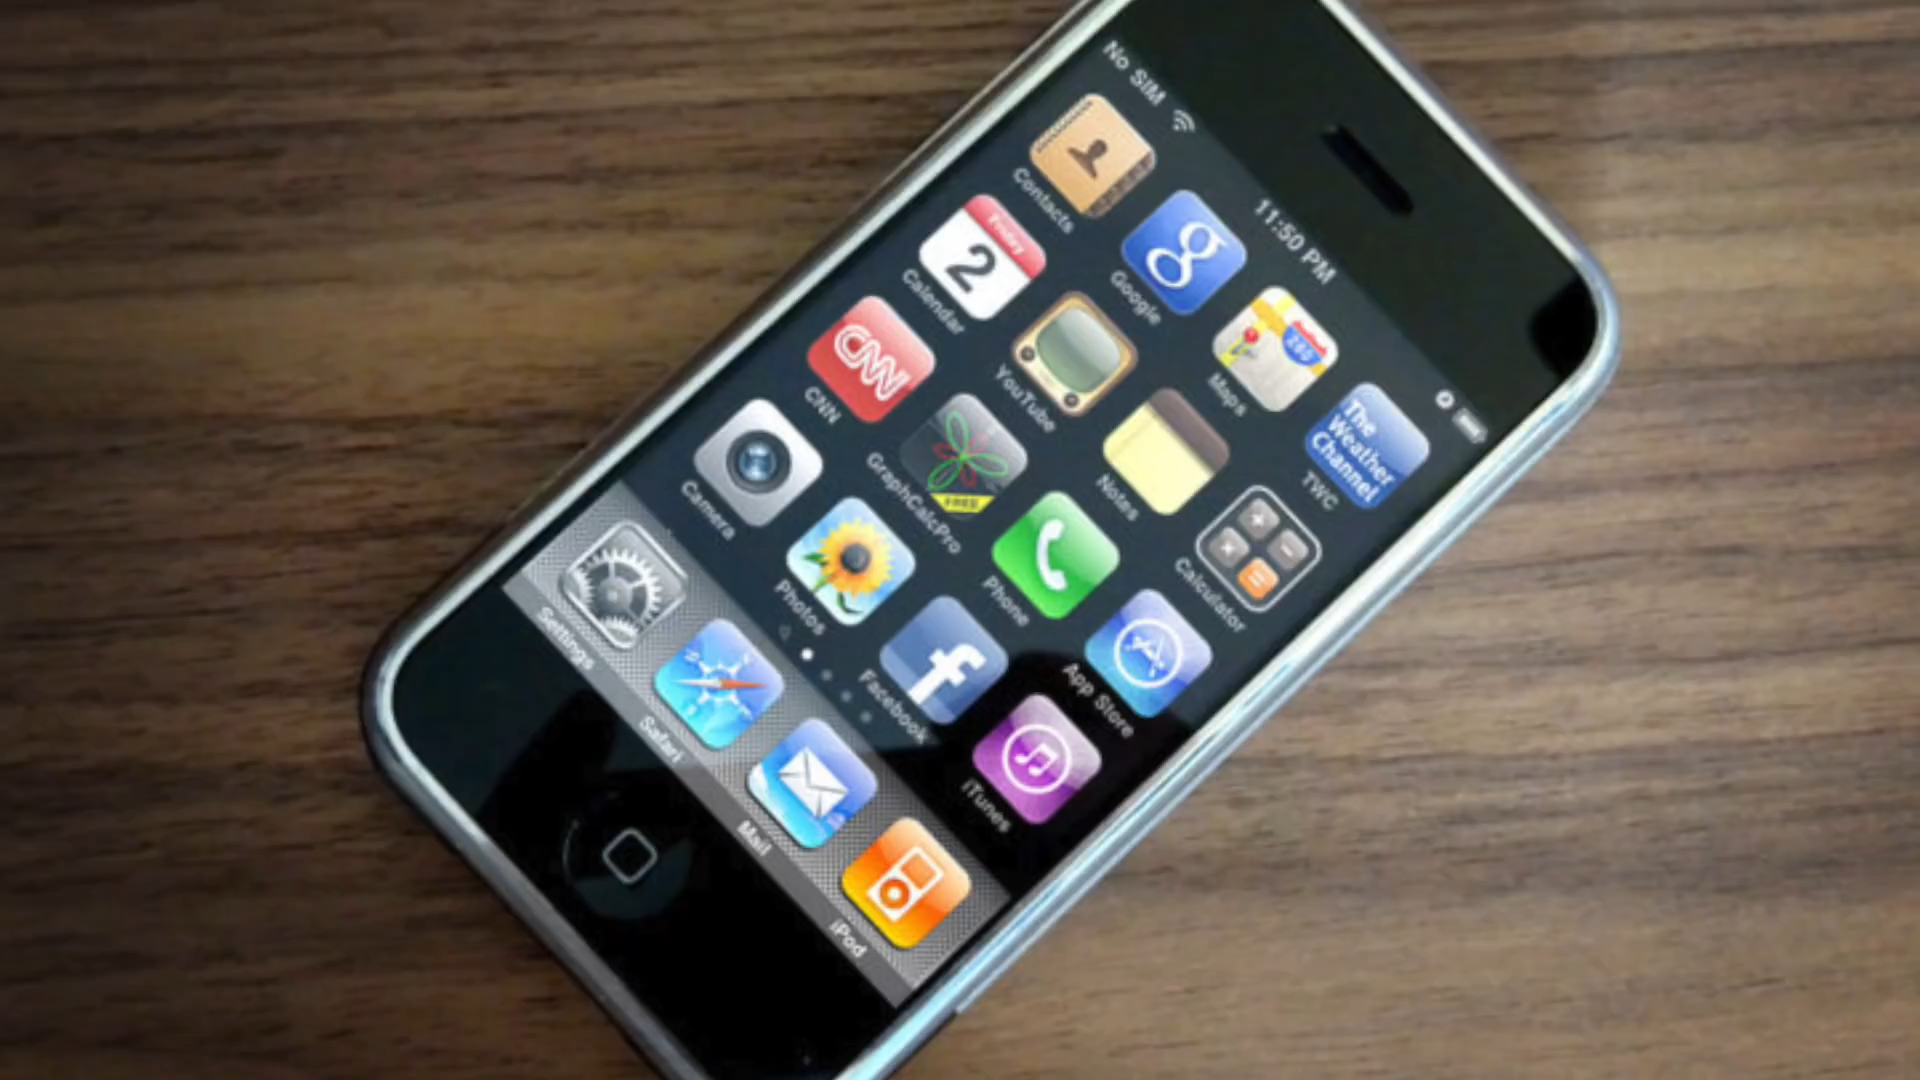 No SIM 11:50 PM
Contacts
g
Google
Maps
280
The
Weather
Channel
TWC
Friday
2
Calendar
YouTube
Notes
Calculator
CNN
CNN
FREE
GraphCalcPro
Phone
App Store
Camera
Photos
f
Facebook
iTunes
Settings
Safari
Mail
iPod